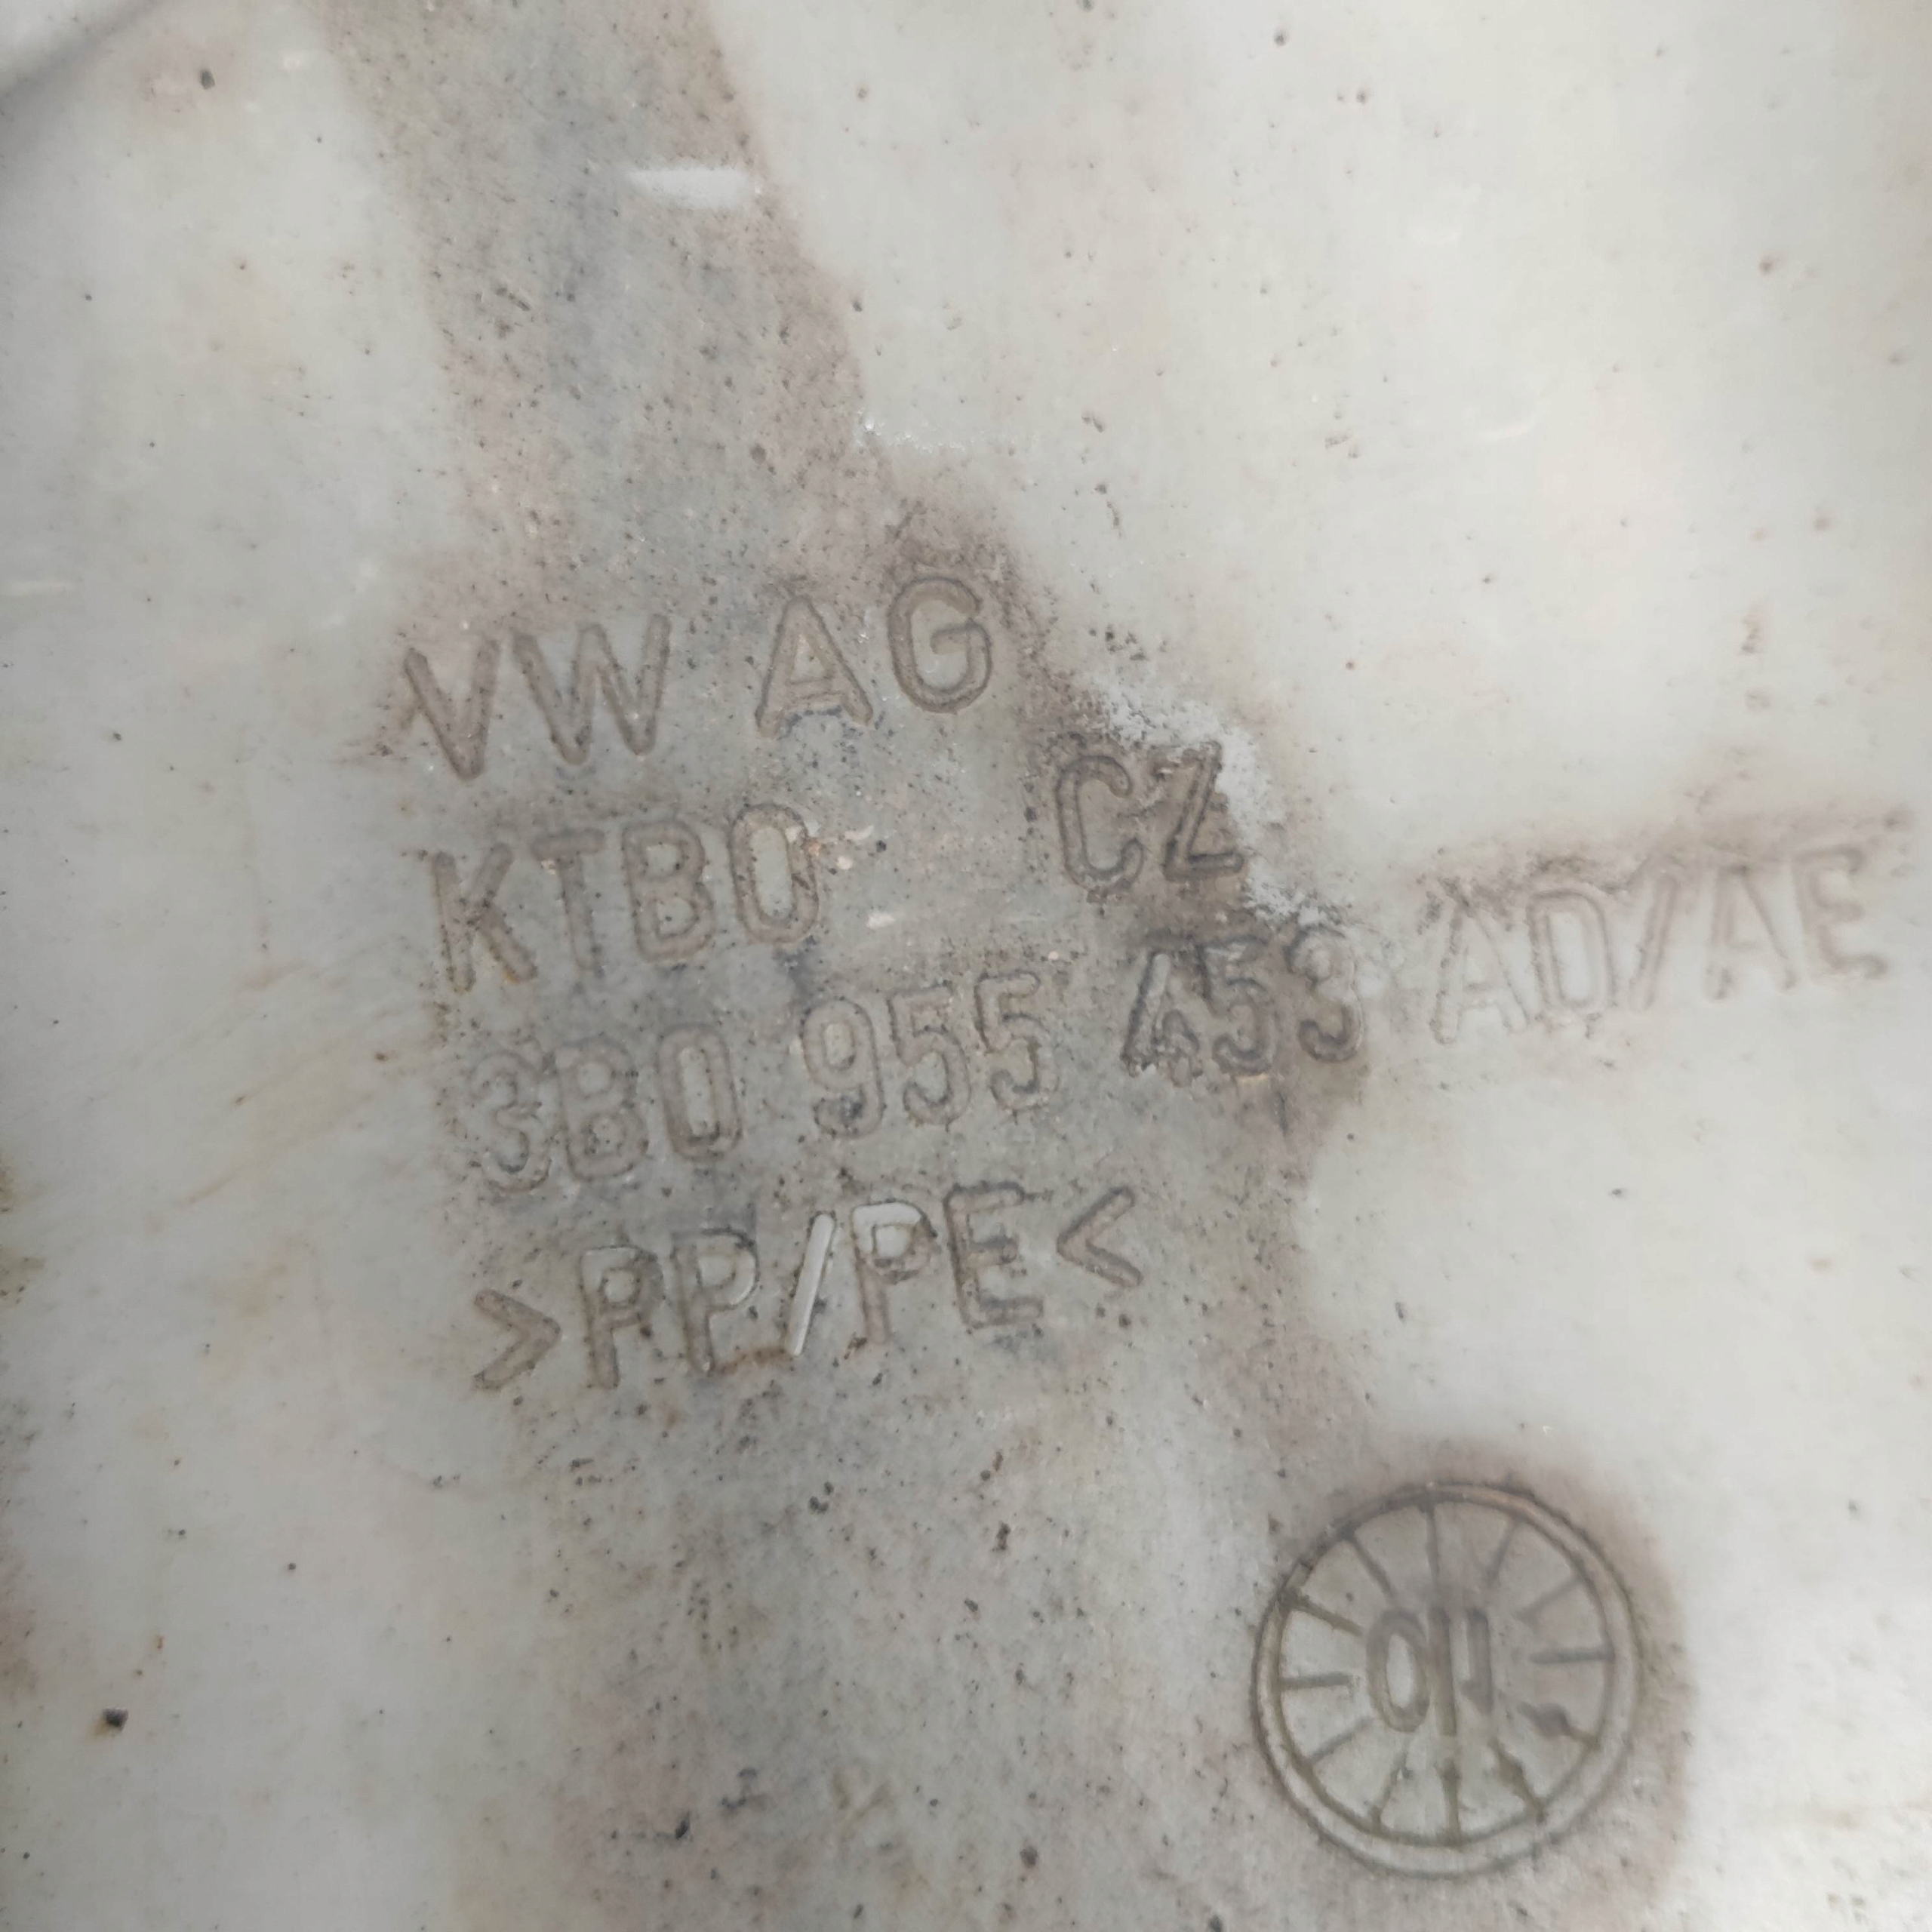 VW AG
KTBO CZ
3B0 955 453 AD/AE
>PP/PE<